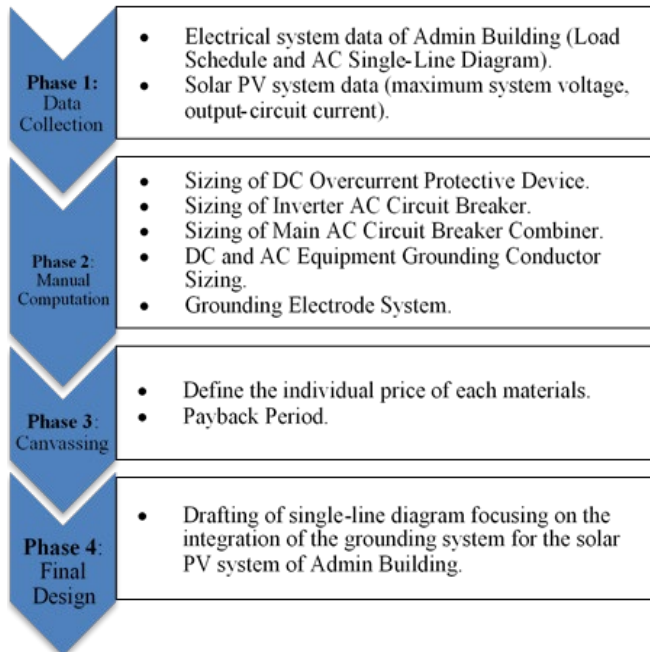 Phase 1:
Data
Collection
• Electrical system data of Admin Building (Load
Schedule and AC Single-Line Diagram).
• Solar PV system data (maximum system voltage,
output-circuit current).
Phase 2:
Manual
Computation
• Sizing of DC Overcurrent Protective Device.
• Sizing of Inverter AC Circuit Breaker.
• Sizing of Main AC Circuit Breaker Combiner.
• DC and AC Equipment Grounding Conductor
Sizing.
• Grounding Electrode System.
Phase 3:
Canvassing
• Define the individual price of each materials.
• Payback Period.
Phase 4:
Final
Design
• Drafting of single-line diagram focusing on the
integration of the grounding system for the solar
PV system of Admin Building.